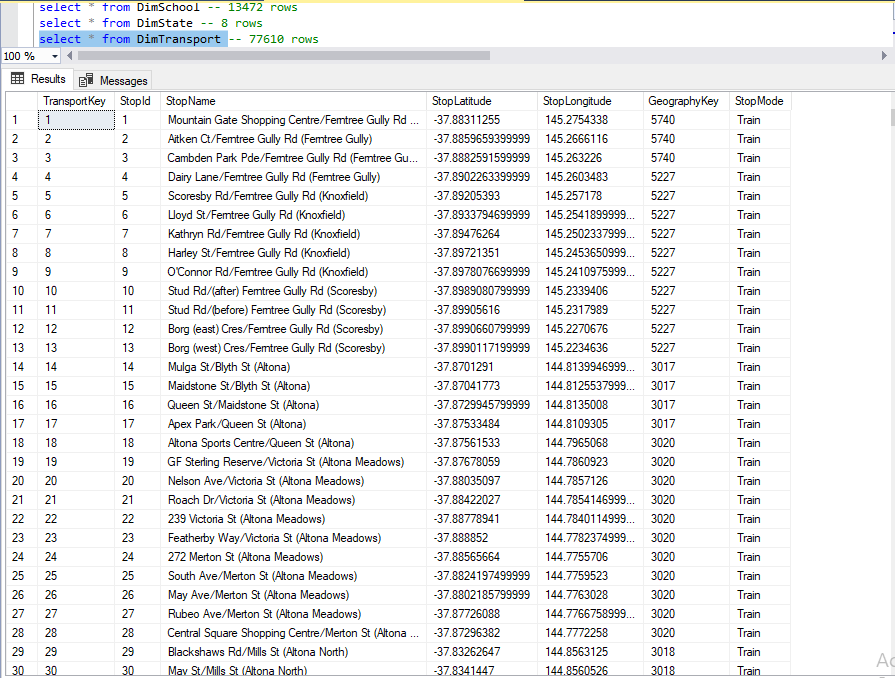 select * from DimSchool -- 13472 rows
select * from DimState -- 8 rows
select * from DimTransport -- 77610 rows
100 %
Results Messages
TransportKey StopId StopName StopLatitude StopLongitude GeographyKey StopMode
1 1 1 Mountain Gate Shopping Centre/Ferntree Gully Rd ... -37.88311255 145.2754338 5740 Train
2 2 2 Aitken Ct/Ferntree Gully Rd (Ferntree Gully) -37.8859659399999 145.2666116 5740 Train
3 3 3 Cambden Park Pde/Ferntree Gully Rd (Ferntree Gu... -37.8882591599999 145.263226 5740 Train
4 4 4 Dairy Lane/Ferntree Gully Rd (Ferntree Gully) -37.8902263399999 145.2603483 5227 Train
5 5 5 Scoresby Rd/Ferntree Gully Rd (Knoxfield) -37.89205393 145.257178 5227 Train
6 6 6 Lloyd St/Ferntree Gully Rd (Knoxfield) -37.8933794699999 145.2541899999... 5227 Train
7 7 7 Kathryn Rd/Ferntree Gully Rd (Knoxfield) -37.89476264 145.2502337999... 5227 Train
8 8 8 Harley St/Ferntree Gully Rd (Knoxfield) -37.89721351 145.2453650999... 5227 Train
9 9 9 O'Connor Rd/Ferntree Gully Rd (Knoxfield) -37.8978076699999 145.2410975999... 5227 Train
10 10 10 Stud Rd/(after) Ferntree Gully Rd (Scoresby) -37.8989080799999 145.2339406 5227 Train
11 11 11 Stud Rd/(before) Ferntree Gully Rd (Scoresby) -37.89905616 145.2317989 5227 Train
12 12 12 Borg (east) Cres/Ferntree Gully Rd (Scoresby) -37.8990660799999 145.2270676 5227 Train
13 13 13 Borg (west) Cres/Ferntree Gully Rd (Scoresby) -37.8990117199999 145.2234636 5227 Train
14 14 14 Mulga St/Blyth St (Altona) -37.8701291 144.8139946999... 3017 Train
15 15 15 Maidstone St/Blyth St (Altona) -37.87041773 144.8125537999... 3017 Train
16 16 16 Queen St/Maidstone St (Altona) -37.8729945799999 144.8135008 3017 Train
17 17 17 Apex Park/Queen St (Altona) -37.87533484 144.8109305 3017 Train
18 18 18 Altona Sports Centre/Queen St (Altona) -37.87561533 144.7965068 3020 Train
19 19 19 GF Sterling Reserve/Victoria St (Altona Meadows) -37.87678059 144.7860923 3020 Train
20 20 20 Nelson Ave/Victoria St (Altona Meadows) -37.88035097 144.7857126 3020 Train
21 21 21 Roach Dr/Victoria St (Altona Meadows) -37.88422027 144.7854146999... 3020 Train
22 22 22 239 Victoria St (Altona Meadows) -37.88778941 144.7840114999... 3020 Train
23 23 23 Featherby Way/Victoria St (Altona Meadows) -37.888852 144.7782374999... 3020 Train
24 24 24 272 Merton St (Altona Meadows) -37.88565664 144.7755706 3020 Train
25 25 25 South Ave/Merton St (Altona Meadows) -37.8824197499999 144.7759523 3020 Train
26 26 26 May Ave/Merton St (Altona Meadows) -37.8802185799999 144.7763028 3020 Train
27 27 27 Rubeo Ave/Merton St (Altona Meadows) -37.87726088 144.7766758999... 3020 Train
28 28 28 Central Square Shopping Centre/Merton St (Altona ... -37.87296382 144.7772258 3020 Train
29 29 29 Blackshaws Rd/Mills St (Altona North) -37.83262647 144.8563125 3018 Train
30 30 30 May St/Mills St (Altona North) -37.8341447 144.8560526 3018 Train